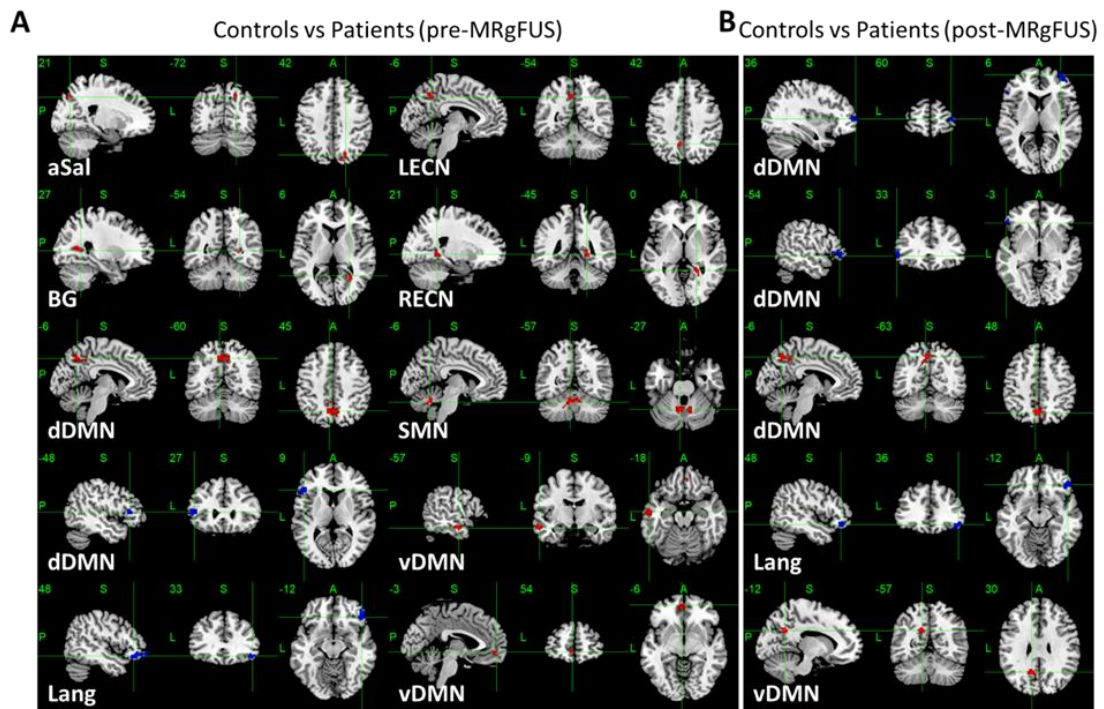 A
Controls vs Patients (pre-MRgFUS)
B
Controls vs Patients (post-MRgFUS)
21 S -72 S 42 A
P L L
aSal
-6 S -54 S 42 A
P L L
LECN
36 S 60 S 6 A
P L L
dDMN
27 S -54 S 6 A
P L L
BG
21 S -45 S 0 A
P L L
RECN
-54 S 33 S -3 A
P L L
dDMN
-6 S -60 S 45 A
P L L
dDMN
-6 S -57 S -27 A
P L L
SMN
-6 S -63 S 48 A
P L L
dDMN
-48 S 27 S 9 A
P L L
dDMN
-57 S -9 S -18 A
P L L
vDMN
48 S 36 S -12 A
P L L
Lang
48 S 33 S -12 A
P L L
Lang
-3 S 54 S -6 A
P L L
vDMN
-12 S -57 S 30 A
P L L
vDMN